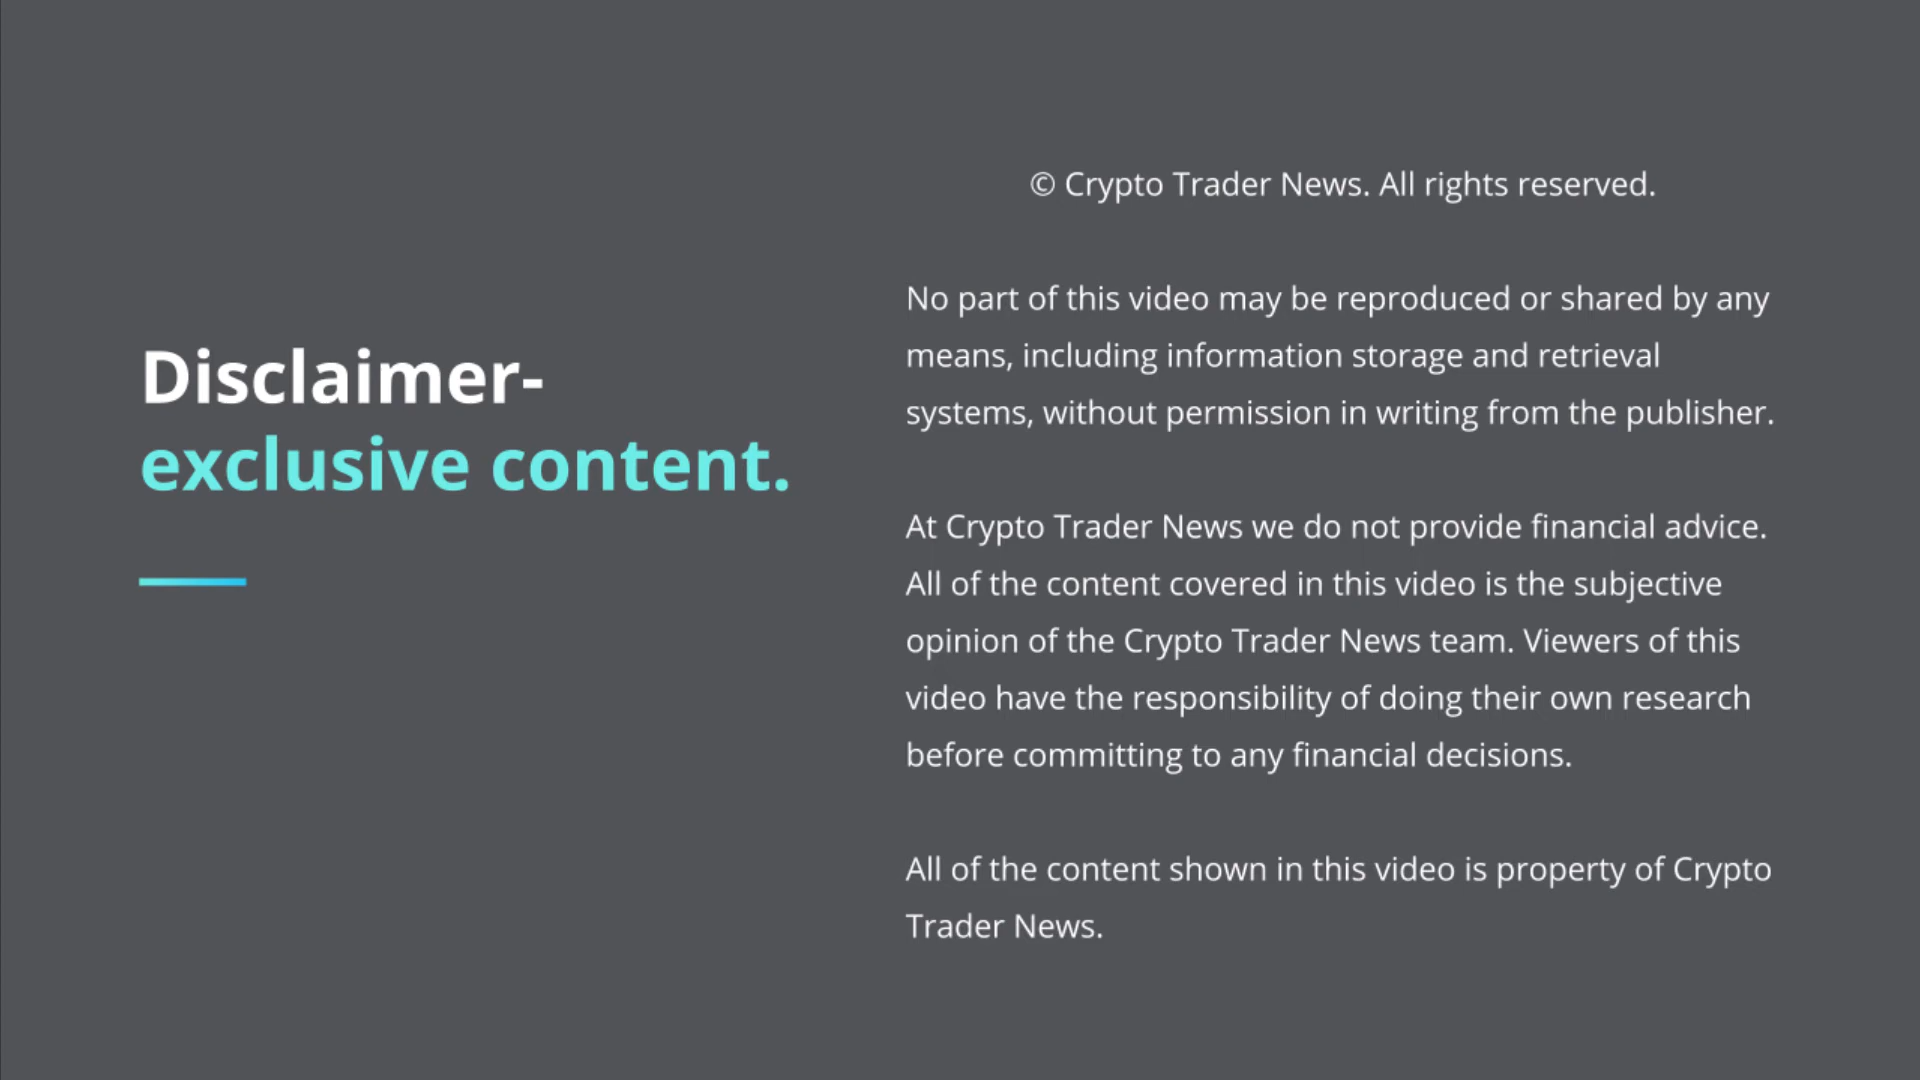 Disclaimer-
exclusive content.
© Crypto Trader News. All rights reserved.
No part of this video may be reproduced or shared by any
means, including information storage and retrieval
systems, without permission in writing from the publisher.
At Crypto Trader News we do not provide financial advice.
All of the content covered in this video is the subjective
opinion of the Crypto Trader News team. Viewers of this
video have the responsibility of doing their own research
before committing to any financial decisions.
All of the content shown in this video is property of Crypto
Trader News.